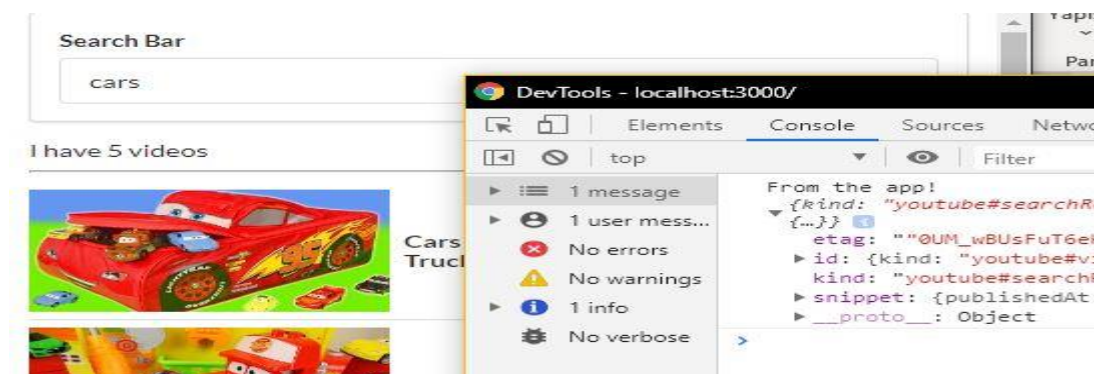 Search Bar
cars
I have 5 videos
Cars
DevTools - localhost:3000/
Elements Console Sources
top Filter
1 message
1 user mess...
No errors
No warnings
1 info
No verbose
From the app!
{kind: "youtube#searchR
{…}} i
etag: ""0UM_wBUsFuT6e
id: {kind: "youtube#vi
kind: "youtube#search
snippet: {publishedAt
__proto__: Object
>
95